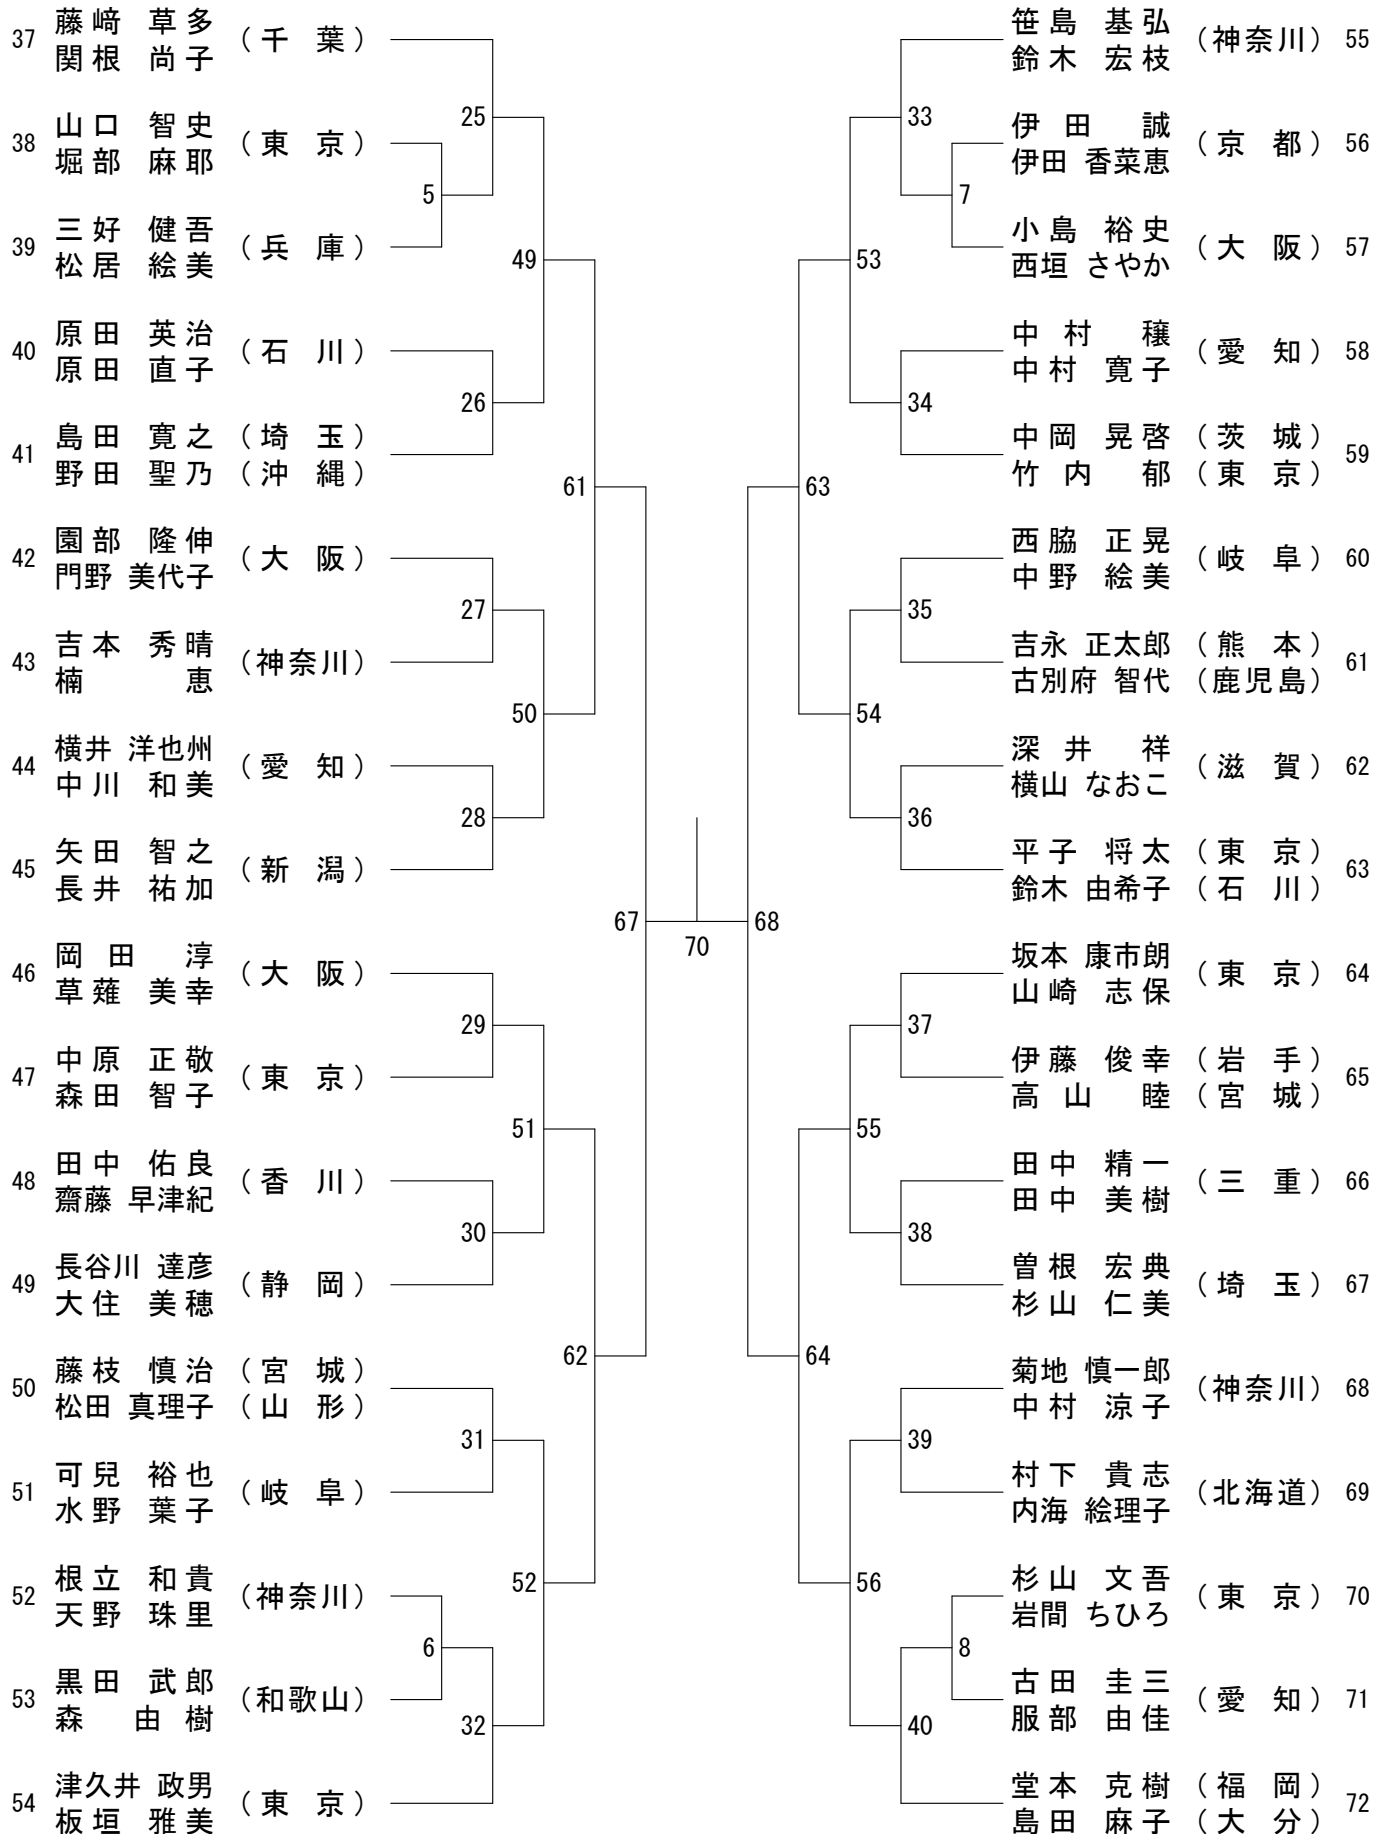 37 藤﨑 草多 (千葉)
関根 尚子
38 山口 智史 (東京)
堀部 麻耶
39 三好 健吾 (兵庫)
松居 絵美
40 原田 英治 (石川)
原田 直子
41 島田 寛之 (埼玉)
野田 聖乃 (沖縄)
42 園部 隆伸 (大阪)
門野 美代子
43 吉本 秀晴 (神奈川)
楠 恵
44 横井 洋也州 (愛知)
中川 和美
45 矢田 智之 (新潟)
長井 祐加
46 岡田 淳 (大阪)
草薙 美幸
47 中原 正敬 (東京)
森田 智子
48 田中 佑良 (香川)
齋藤 早津紀
49 長谷川 達彦 (静岡)
大住 美穂
50 藤枝 慎治 (宮城)
松田 真理子 (山形)
51 可兒 裕也 (岐阜)
水野 葉子
52 根立 和貴 (神奈川)
天野 珠里
53 黒田 武郎 (和歌山)
森 由樹
54 津久井 政男 (東京)
板垣 雅美
25
5
49
26
61
27
50
28
67
29
51
30
62
31
52
6
32
70
68
33
7
53
34
63
35
54
36
37
55
38
64
39
56
8
40
笹島 基弘 (神奈川) 55
鈴木 宏枝
伊田 誠 (京都) 56
伊田 香菜恵
小島 裕史 (大阪) 57
西垣 さやか
中村 穣 (愛知) 58
中村 寛子
中岡 晃啓 (茨城) 59
竹内 郁 (東京)
西脇 正晃 (岐阜) 60
中野 絵美
吉永 正太郎 (熊本) 61
古別府 智代 (鹿児島)
深井 祥 (滋賀) 62
横山 なおこ
平子 将太 (東京) 63
鈴木 由希子 (石川)
坂本 康市朗 (東京) 64
山崎 志保
伊藤 俊幸 (岩手) 65
高山 睦 (宮城)
田中 精一 (三重) 66
田中 美樹
曽根 宏典 (埼玉) 67
杉山 仁美
菊地 慎一郎 (神奈川) 68
中村 涼子
村下 貴志 (北海道) 69
内海 絵理子
杉山 文吾 (東京) 70
岩間 ちひろ
古田 圭三 (愛知) 71
服部 由佳
堂本 克樹 (福岡) 72
島田 麻子 (大分)